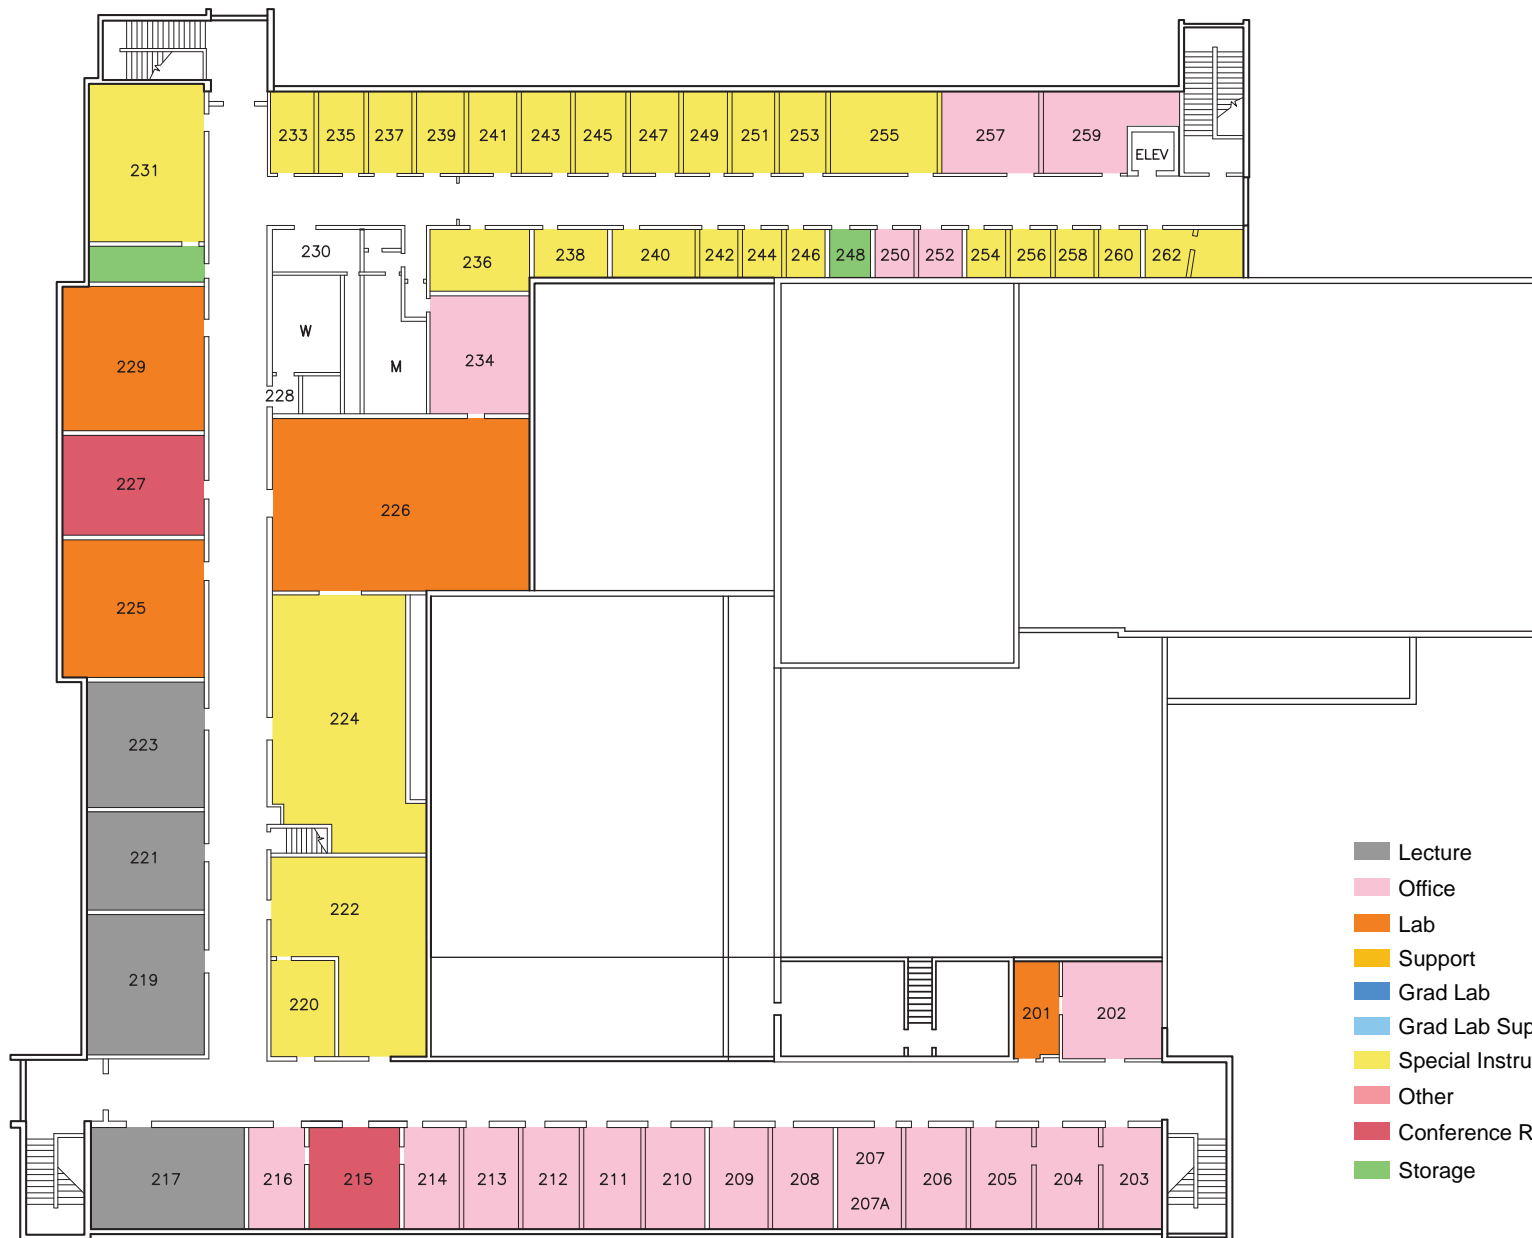 233 235 237 239 241 243 245 247 249 251 253 255 257 259
ELEV
231
230 236 238 240 242 244 246 248 250 252 254 256 258 260 262
W
229 M 234
228
227 226
225
224
223
221
222
219 220
201 202
217 216 215 214 213 212 211 210 209 208 207 206 205 204 203
207A
Lecture
Office
Lab
Support
Grad Lab
Grad Lab Sup
Special Instru
Other
Conference R
Storage